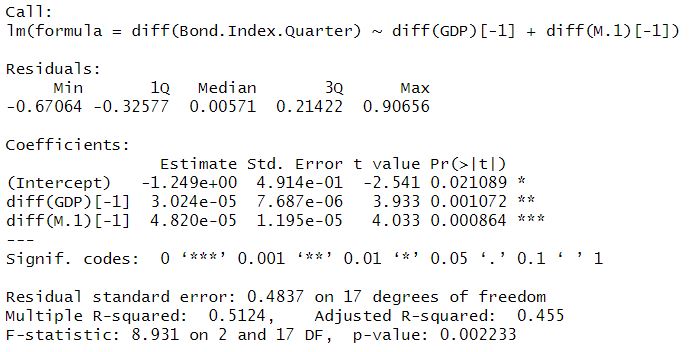 Call:
lm(formula = diff(Bond.Index.Quarter) ~ diff(GDP)[-1] + diff(M.1)[-1])
Residuals:
Min 1Q Median 3Q Max
-0.67064 -0.32577 0.00571 0.21422 0.90656
Coefficients:
Estimate Std. Error t value Pr(>|t|)
(Intercept) -1.249e+00 4.914e-01 -2.541 0.021089 *
diff(GDP)[-1] 3.024e-05 7.687e-06 3.933 0.001072 **
diff(M.1)[-1] 4.820e-05 1.195e-05 4.033 0.000864 ***
---
Signif. codes: 0 ‘***’ 0.001 ‘**’ 0.01 ‘*’ 0.05 ‘.’ 0.1 ‘ ’ 1
Residual standard error: 0.4837 on 17 degrees of freedom
Multiple R-squared: 0.5124, Adjusted R-squared: 0.455
F-statistic: 8.931 on 2 and 17 DF, p-value: 0.002233